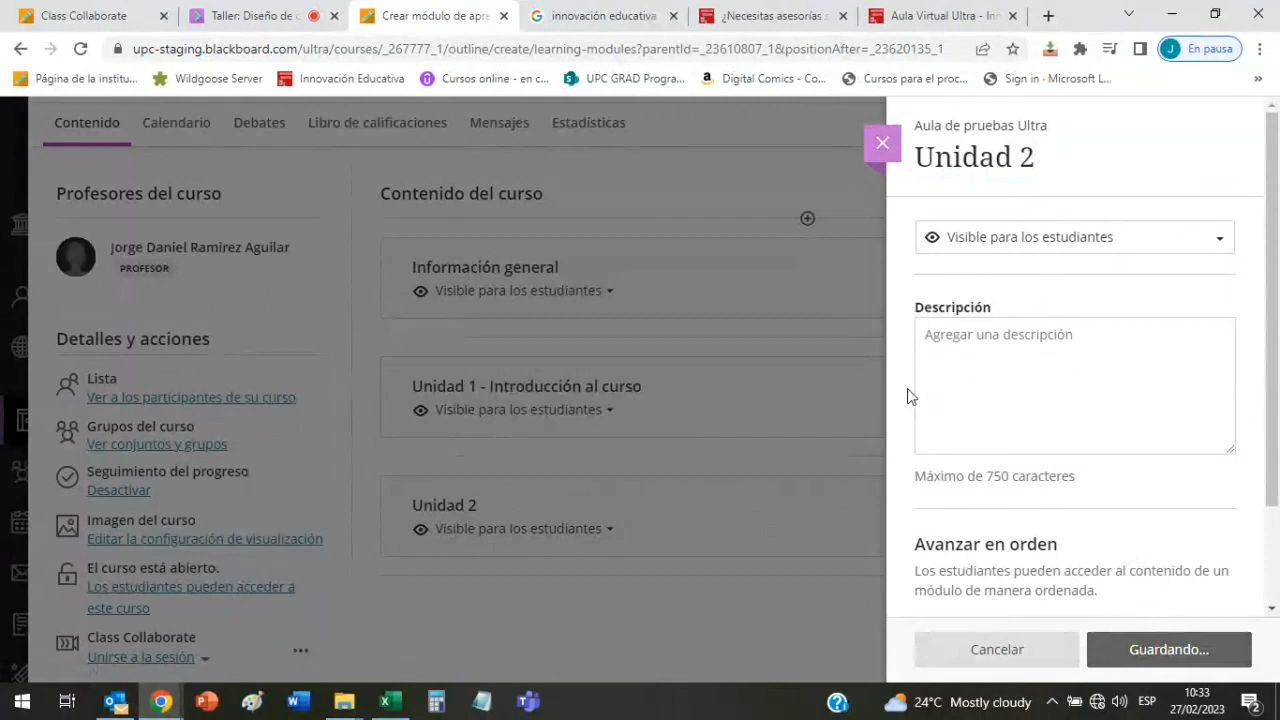 Class Collaborate
Taller: Diseño de c
Crear módulo de apre
innovación educativa
¿Necesitas asesorías
Aula Virtual Ultra - Inn
upc-staging.blackboard.com/ultra/courses/_267777_1/outline/create/learning-modules?parentId=_23610807_1&positionAfter=_23620135_1
J En pausa
Página de la institu...
Wildgoose Server
Innovación Educativa
Cursos online - en c...
UPC GRAD Progra...
Digital Comics - Co...
Cursos para el proc...
Sign in · Microsoft L...
»
Contenido
Calendario
Debates
Libro de calificaciones
Mensajes
Estadísticas
Profesores del curso
Jorge Daniel Ramirez Aguilar
PROFESOR
Detalles y acciones
Lista
Ver a los participantes de su curso
Grupos del curso
Ver conjuntos y grupos
Seguimiento del progreso
Desactivar
Imagen del curso
Editar la configuración de visualización
El curso está abierto.
Los estudiantes pueden acceder a
este curso
Class Collaborate
Unirse a la sesión
Contenido del curso
Información general
Visible para los estudiantes
Unidad 1 - Introducción al curso
Visible para los estudiantes
Unidad 2
Visible para los estudiantes
Aula de pruebas Ultra
Unidad 2
Visible para los estudiantes
Descripción
Agregar una descripción
Máximo de 750 caracteres
Avanzar en orden
Los estudiantes pueden acceder al contenido de un
módulo de manera ordenada.
Cancelar
Guardando...
24°C Mostly cloudy
ESP
10:33
27/02/2023
2